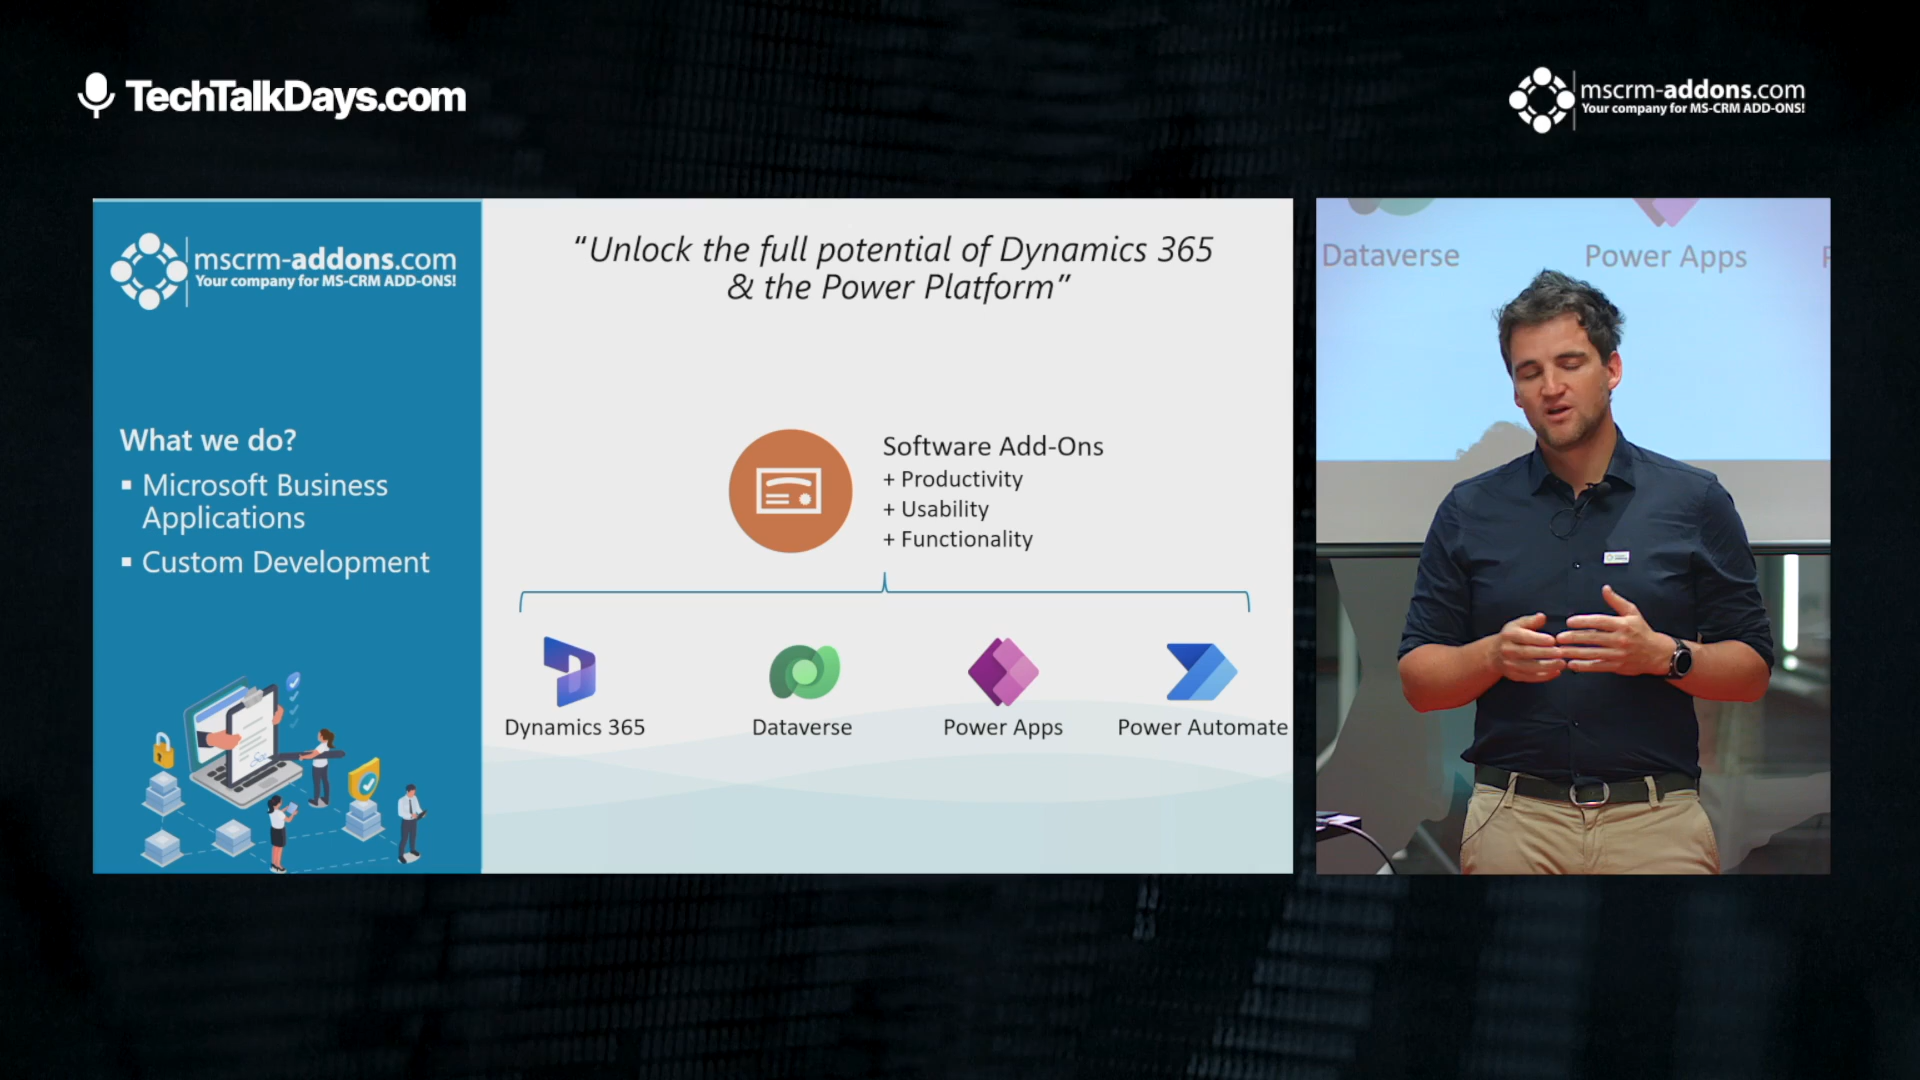 TechTalkDays.com
mscrm-addons.com
Your company for MS-CRM ADD-ONS!
mscrm-addons.com
Your company for MS-CRM ADD-ONS!
What we do?
▪ Microsoft Business
Applications
▪ Custom Development
“Unlock the full potential of Dynamics 365
& the Power Platform”
Software Add-Ons
+ Productivity
+ Usability
+ Functionality
Dynamics 365
Dataverse
Power Apps
Power Automate
Dataverse
Power Apps